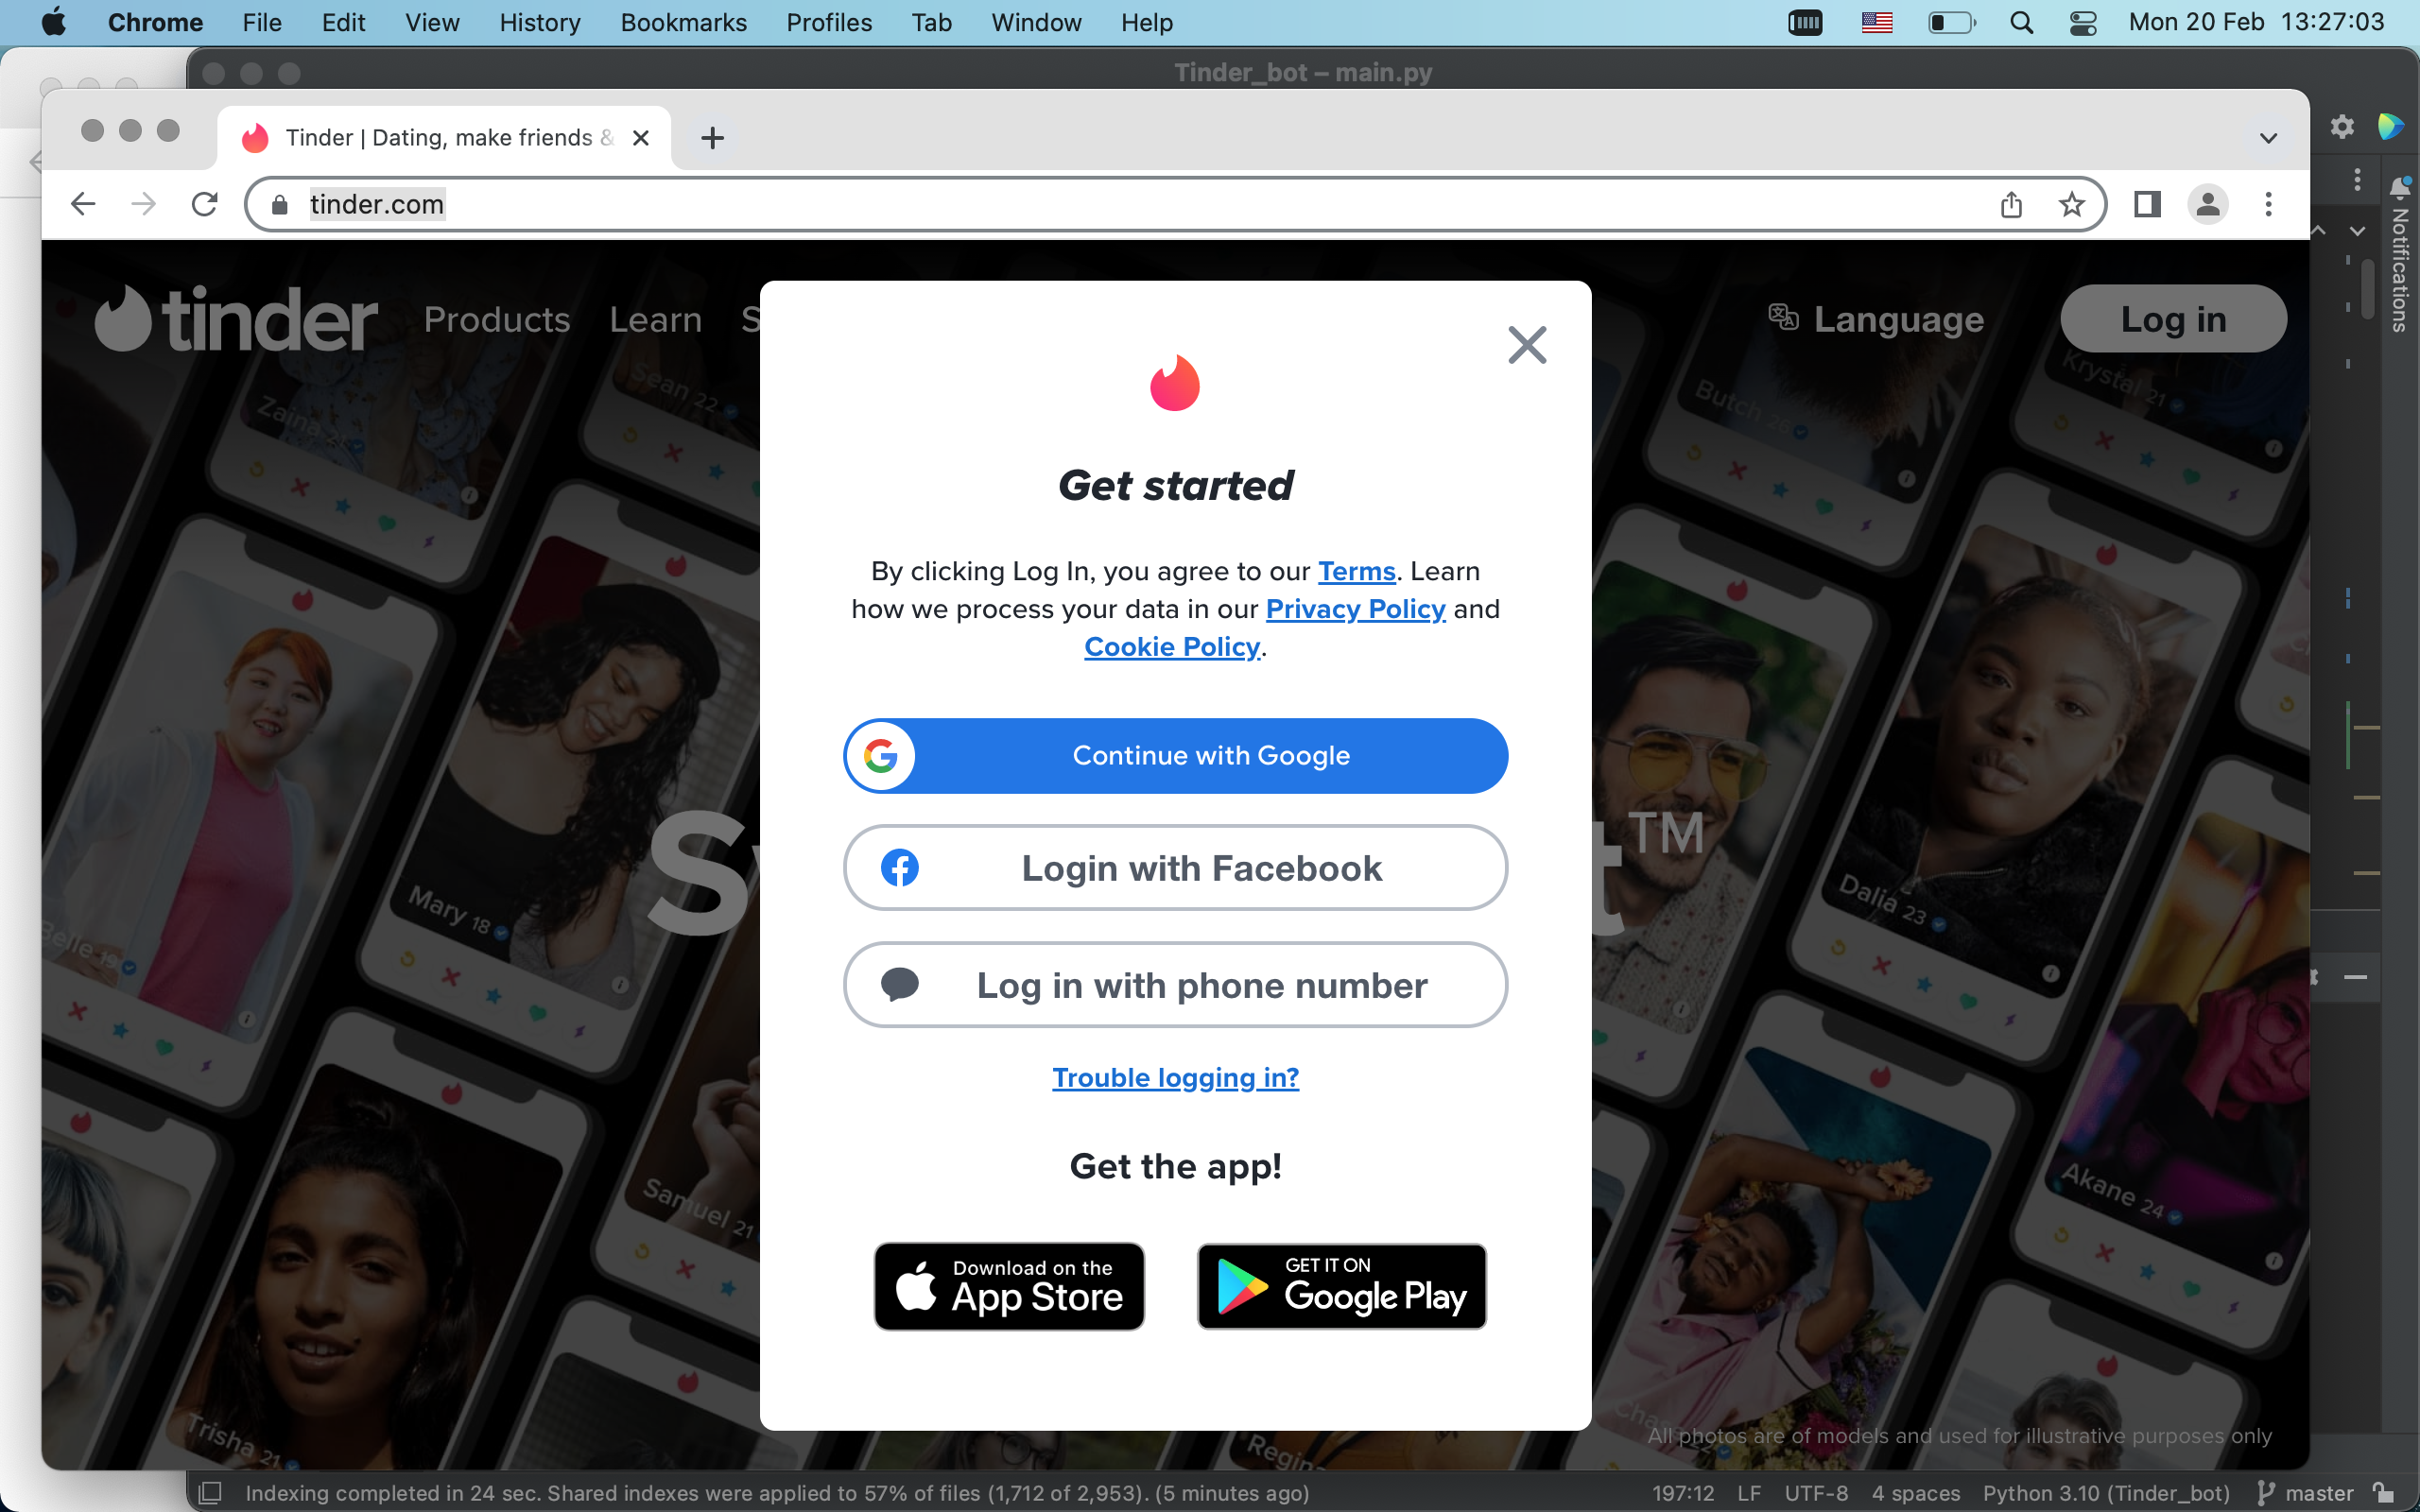 Chrome File Edit View History Bookmarks Profiles Tab Window Help Mon 20 Feb 13:27:03
Tinder_bot – main.py
Tinder | Dating, make friends &
tinder.com
Notifications
tinder Products Learn S Language Log in
Get started
By clicking Log In, you agree to our Terms. Learn
how we process your data in our Privacy Policy and
Cookie Policy.
Continue with Google
Login with Facebook
Log in with phone number
Trouble logging in?
Get the app!
Download on the
App Store
GET IT ON
Google Play
Zaina 21
Sean 22
Butch 26
Krystal 21
Belle 19
Mary 18
S
t™
Dalia 23
Samuel 21
Akane 24
Trisha 21
All photos are of models and used for illustrative purposes only
Indexing completed in 24 sec. Shared indexes were applied to 57% of files (1,712 of 2,953). (5 minutes ago) 197:12 LF UTF-8 4 spaces Python 3.10 (Tinder_bot) master